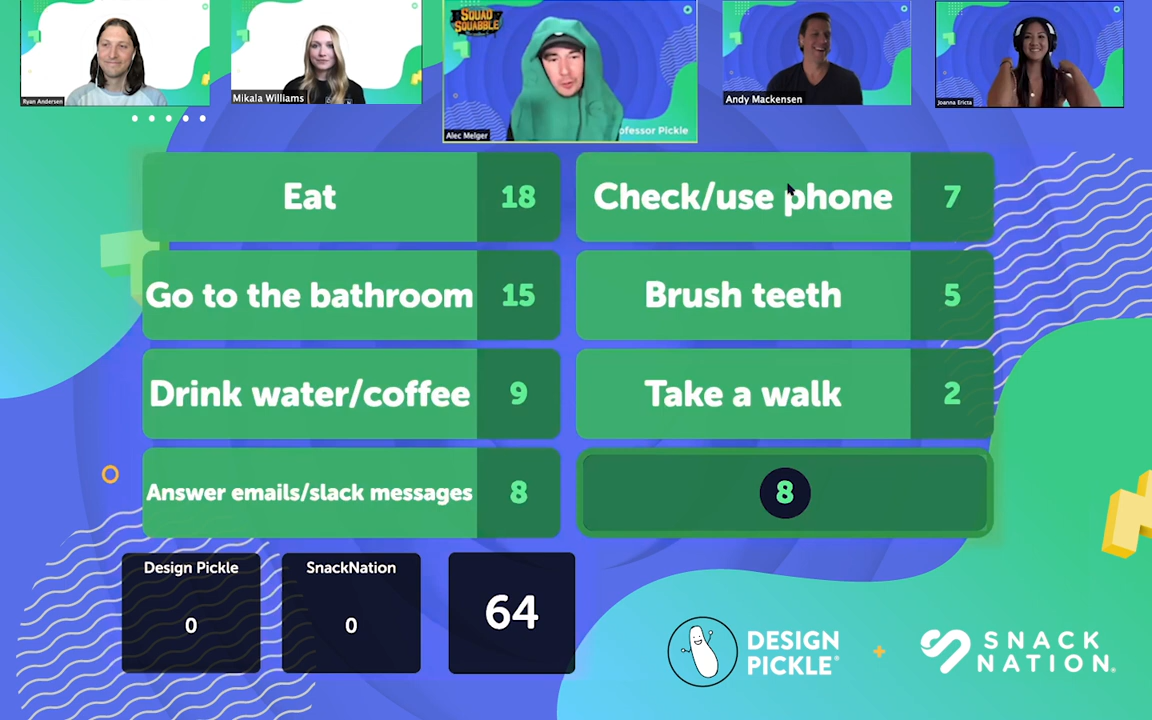 Ryan Andersen
Mikala Williams
SQUAD
SQUABBLE
Alec Melger
ofessor Pickle
Andy Mackensen
Joanna Ericta
Eat 18
Check/use phone 7
Go to the bathroom 15
Brush teeth 5
Drink water/coffee 9
Take a walk 2
Answer emails/slack messages 8
8
Design Pickle
0
SnackNation
0
64
DESIGN
PICKLE®
+
SNACK
NATION®